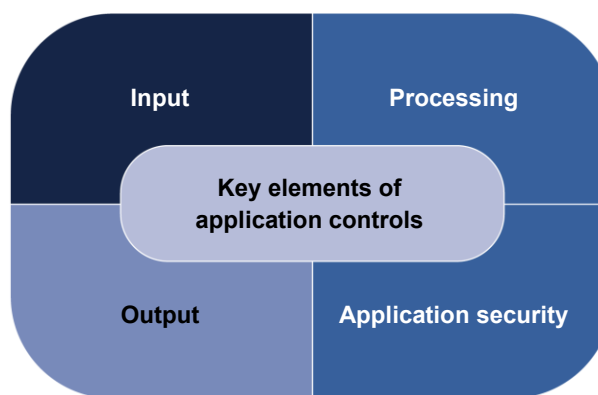 Input
Processing
Key elements of
application controls
Output
Application security